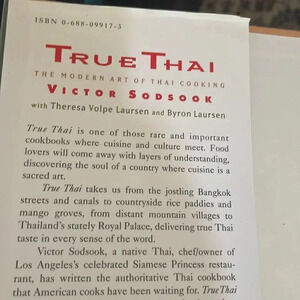 ISBN 0-688-09917-3
TRUE THAI
THE MODERN ART OF THAI COOKING
VICTOR SODSOOK
with Theresa Volpe Laursen and Byron Laursen
True Thai is one of those rare and important
cookbooks where cuisine and culture meet. Food
lovers will come away with layers of understanding,
discovering the soul of a country where cuisine is a
sacred art.
True Thai takes us from the jostling Bangkok
streets and canals to countryside rice paddies and
mango groves, from distant mountain villages to
Thailand's stately Royal Palace, delivering true Thai
taste in every sense of the word.
Victor Sodsook, a native Thai, chef/owner of
Los Angeles's celebrated Siamese Princess restau-
rant, has written the authoritative Thai cookbook
that American cooks have been waiting for. True Thai